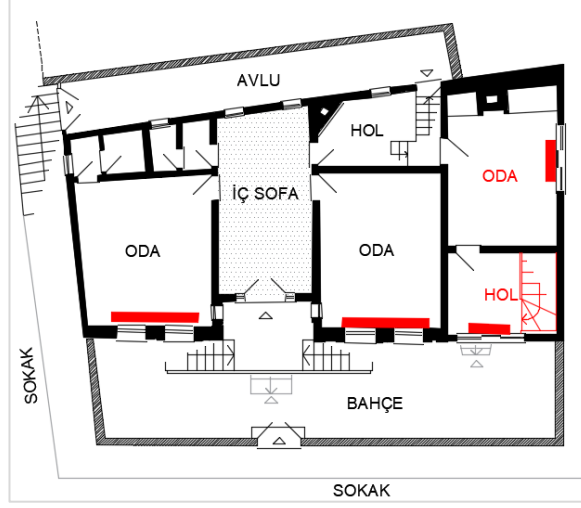 AVLU
HOL
ODA
İÇ SOFA
ODA
ODA
HOL
SOKAK
BAHÇE
SOKAK